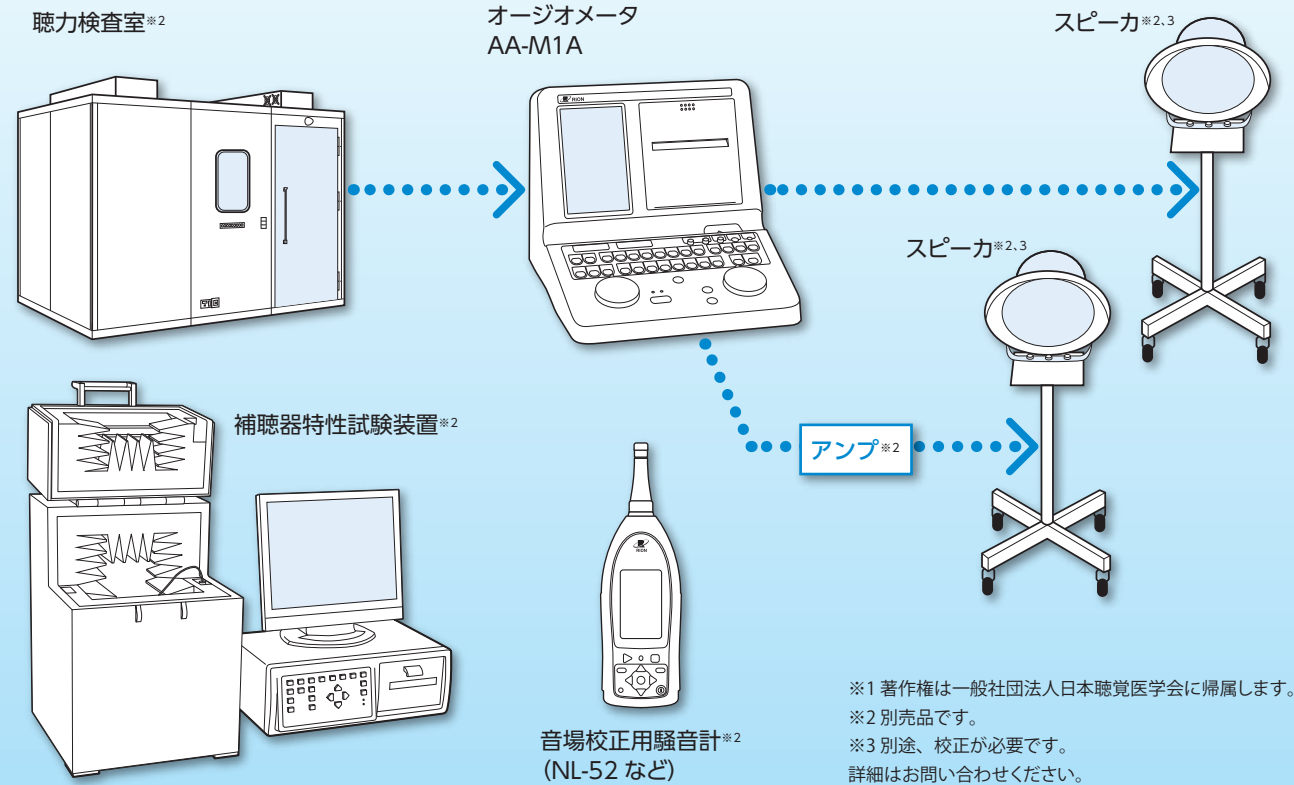 聴力検査室※2
オージオメータ
AA-M1A
スピーカ※2、3
RION
スピーカ※2、3
アンプ※2
補聴器特性試験装置※2
RION
音場校正用騒音計※2
（NL-52 など）
※1 著作権は一般社団法人日本聴覚医学会に帰属します。
※2 別売品です。
※3 別途、校正が必要です。
詳細はお問い合わせください。